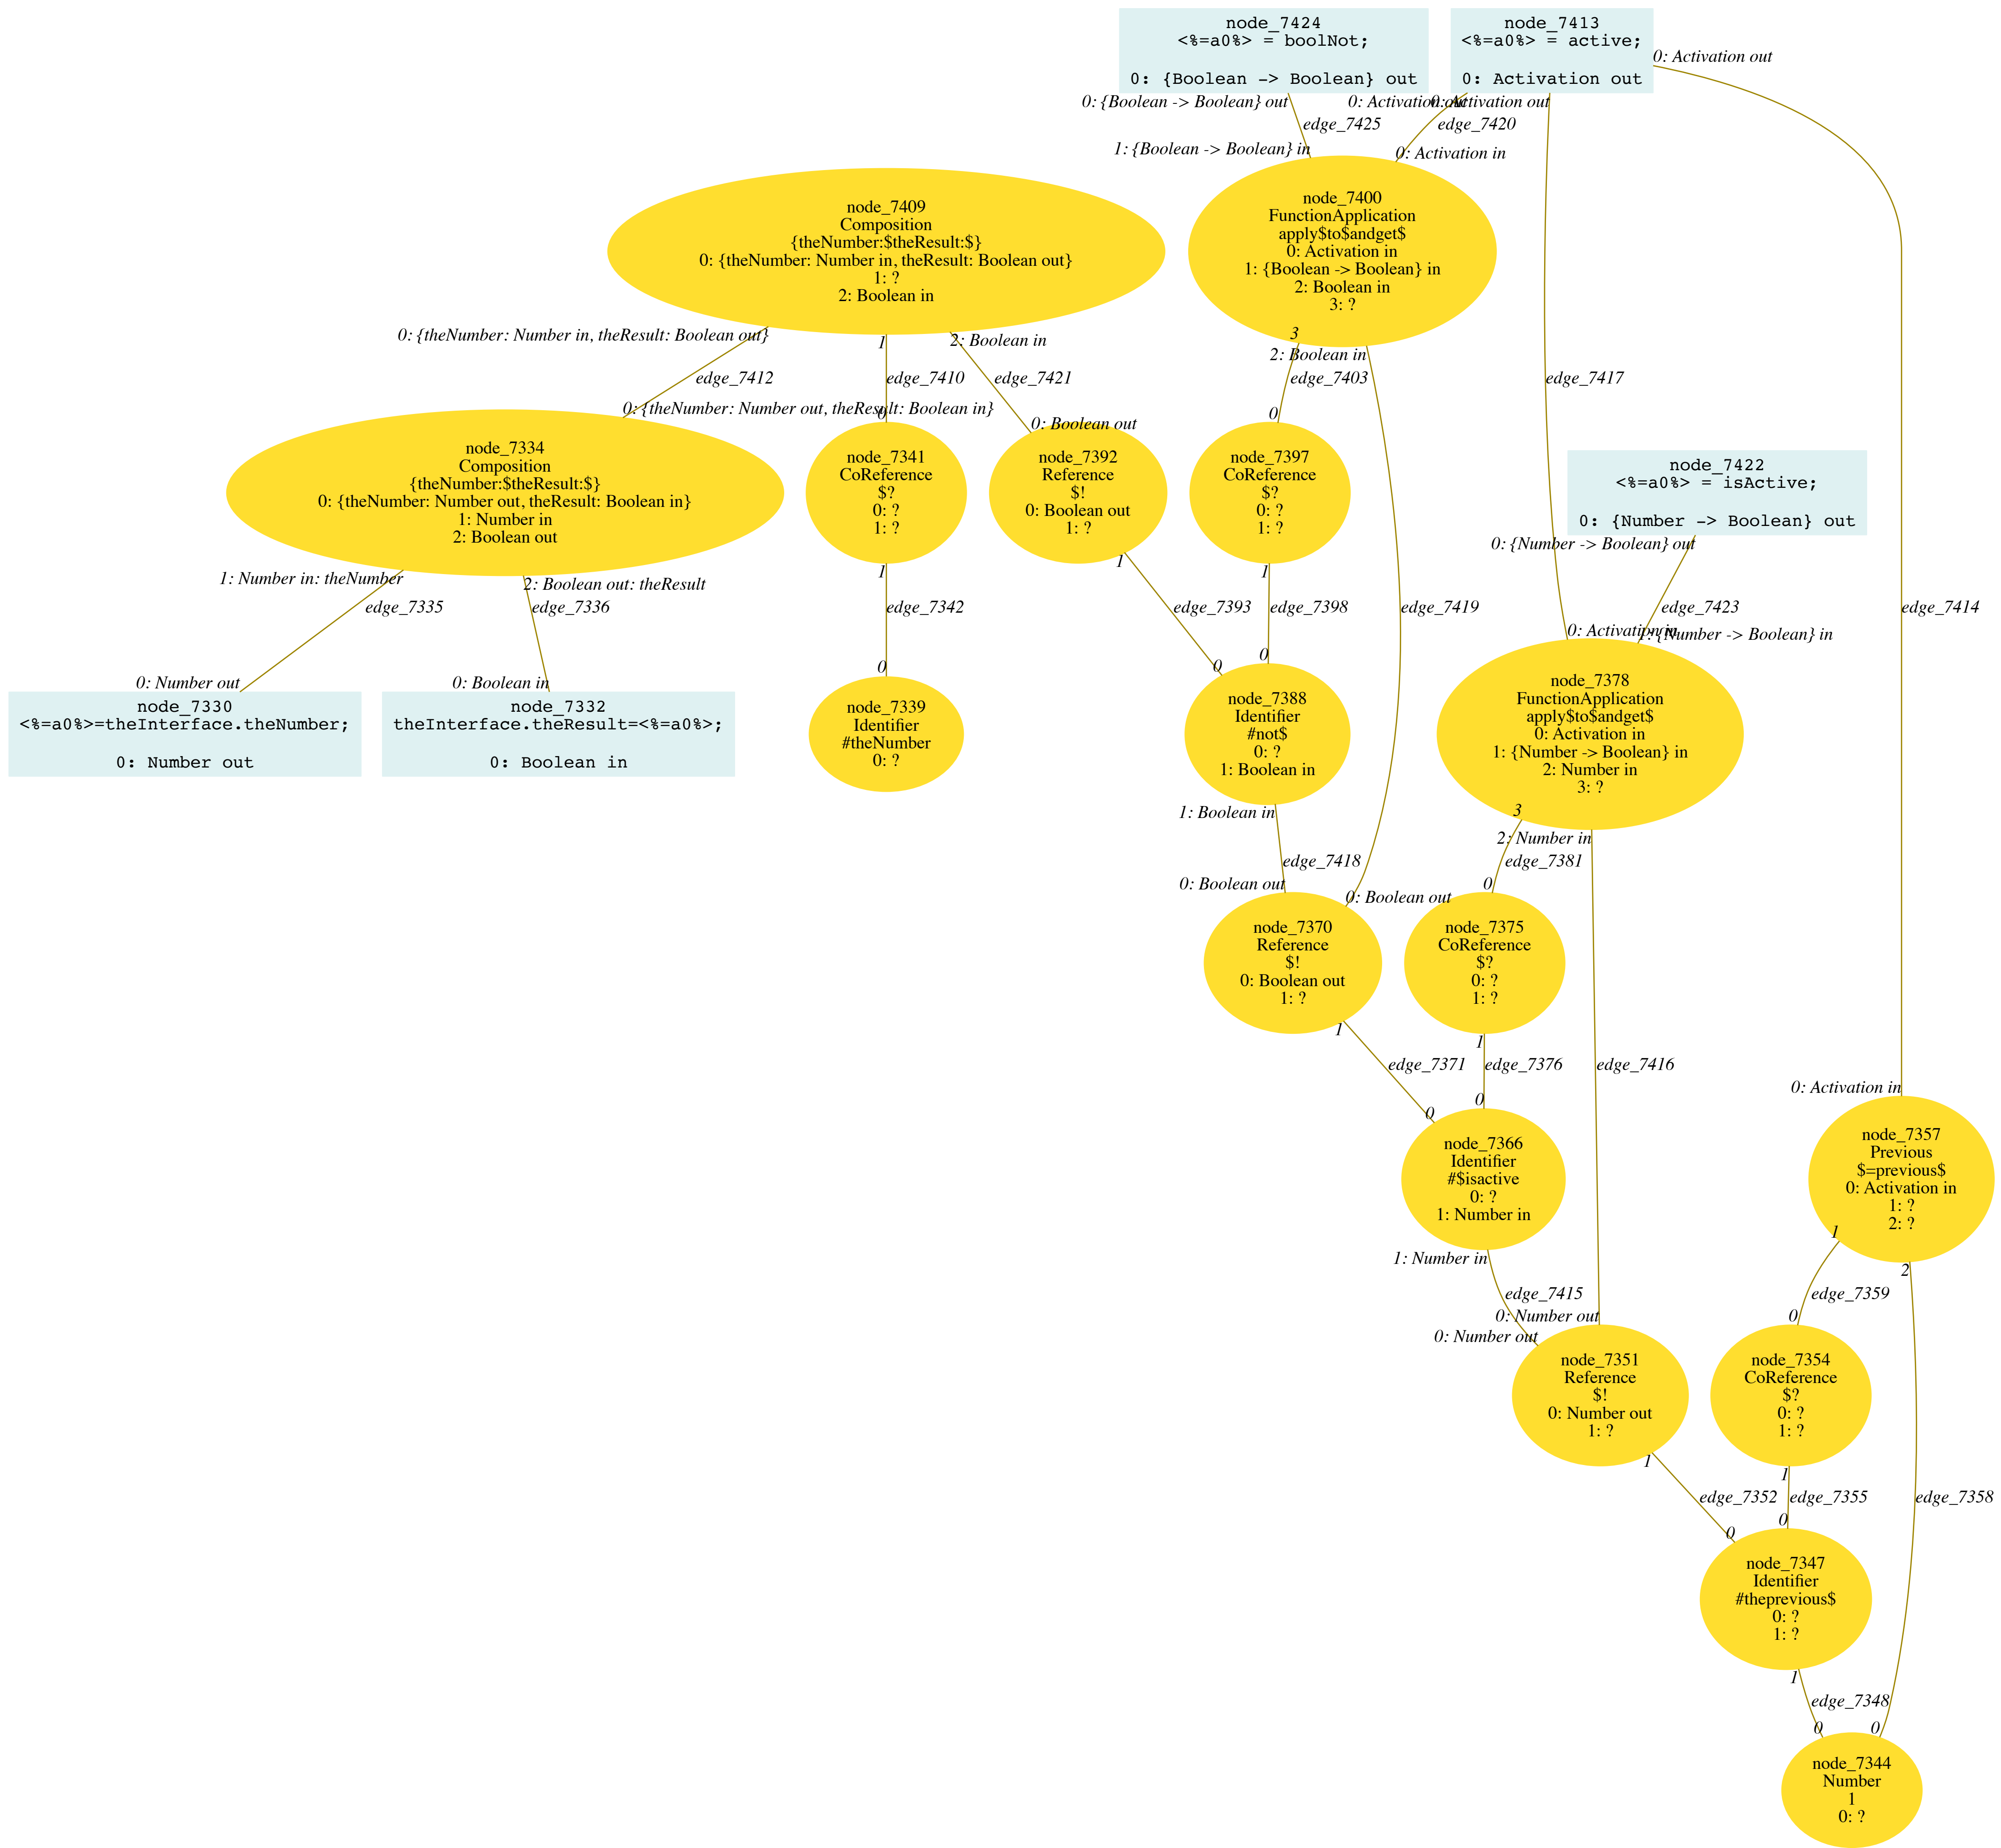 node_7424
<%=a0%> = boolNot;
0: {Boolean -> Boolean} out
node_7413
<%=a0%> = active;
0: Activation out
0: Activation out
0: {Boolean -> Boolean} out
0: Activation out
0: Activation out
edge_7425
edge_7420
1: {Boolean -> Boolean} in
0: Activation in
node_7409
Composition
{theNumber:$theResult:$}
0: {theNumber: Number in, theResult: Boolean out}
1: ?
2: Boolean in
node_7400
FunctionApplication
apply$to$andget$
0: Activation in
1: {Boolean -> Boolean} in
2: Boolean in
3: ?
0: {theNumber: Number in, theResult: Boolean out}
1
2: Boolean in
3
2: Boolean in
edge_7412
edge_7410
edge_7421
edge_7403
edge_7417
0: {theNumber: Number out, theResult: Boolean in}
0
0: Boolean out
0
node_7334
Composition
{theNumber:$theResult:$}
0: {theNumber: Number out, theResult: Boolean in}
1: Number in
2: Boolean out
node_7341
CoReference
$?
0: ?
1: ?
node_7392
Reference
$!
0: Boolean out
1: ?
node_7397
CoReference
$?
0: ?
1: ?
node_7422
<%=a0%> = isActive;
0: {Number -> Boolean} out
0: {Number -> Boolean} out
1: Number in: theNumber
2: Boolean out: theResult
1
1
1
edge_7335
edge_7336
edge_7342
edge_7393
edge_7398
edge_7419
edge_7423
edge_7414
0: Activation in
1: {Number -> Boolean} in
0: Number out
0: Boolean in
0
0
0
node_7330
<%=a0%>=theInterface.theNumber;
0: Number out
node_7332
theInterface.theResult=<%=a0%>;
0: Boolean in
node_7339
Identifier
#theNumber
0: ?
node_7388
Identifier
#not$
0: ?
1: Boolean in
node_7378
FunctionApplication
apply$to$andget$
0: Activation in
1: {Number -> Boolean} in
2: Number in
3: ?
1: Boolean in
3
2: Number in
edge_7418
edge_7381
0: Boolean out
0: Boolean out
0
node_7370
Reference
$!
0: Boolean out
1: ?
node_7375
CoReference
$?
0: ?
1: ?
1
1
edge_7371
edge_7376
edge_7416
0
0
0: Activation in
node_7366
Identifier
#$isactive
0: ?
1: Number in
node_7357
Previous
$=previous$
0: Activation in
1: ?
2: ?
1: Number in
1
2
edge_7415
edge_7359
0: Number out
0: Number out
0
node_7351
Reference
$!
0: Number out
1: ?
node_7354
CoReference
$?
0: ?
1: ?
1
1
edge_7352
edge_7355
edge_7358
0
0
node_7347
Identifier
#theprevious$
0: ?
1: ?
1
edge_7348
0
0
node_7344
Number
1
0: ?